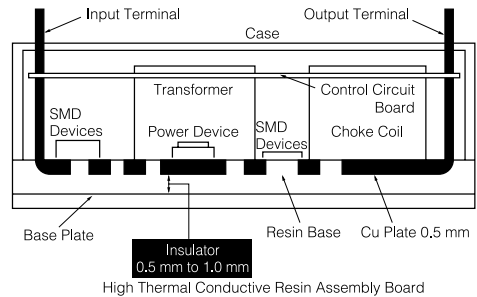 Input Terminal
Output Terminal
Case
Transformer
Control Circuit
Board
SMD
Devices
Power Device
SMD
Devices
Choke Coil
Base Plate
Insulator
0.5 mm to 1.0 mm
Resin Base
Cu Plate 0.5 mm
High Thermal Conductive Resin Assembly Board